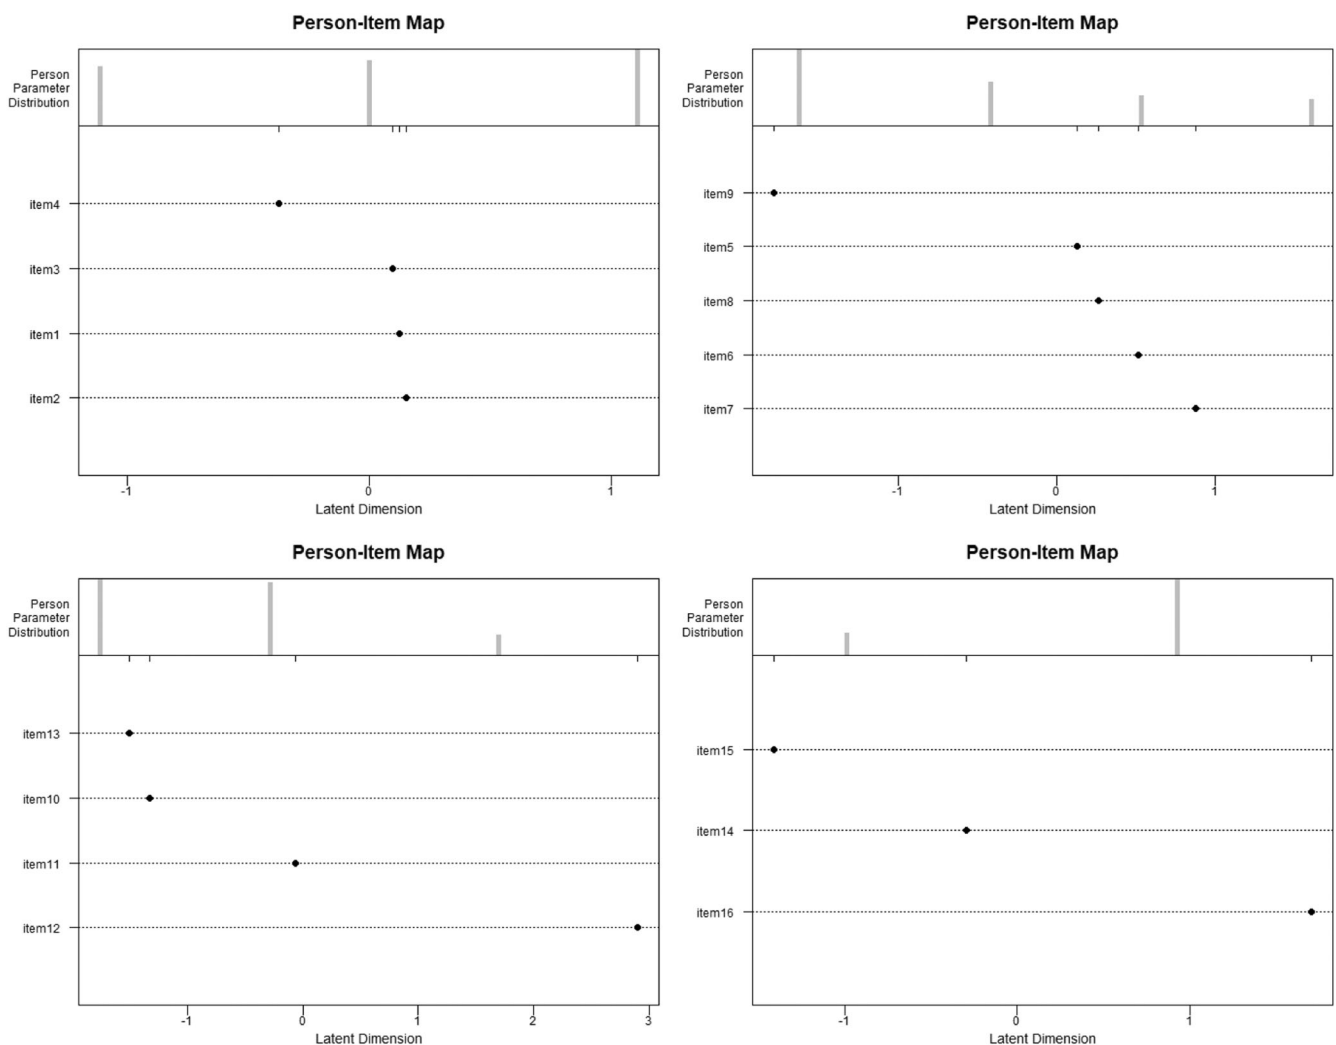 Person-Item Map
Person
Parameter
Distribution
item4
item3
item1
item2
-1
0
1
Latent Dimension
Person-Item Map
Person
Parameter
Distribution
item9
item5
item8
item6
item7
-1
0
1
Latent Dimension
Person-Item Map
Person
Parameter
Distribution
item13
item10
item11
item12
-1
0
1
2
3
Latent Dimension
Person-Item Map
Person
Parameter
Distribution
item15
item14
item16
-1
0
1
Latent Dimension